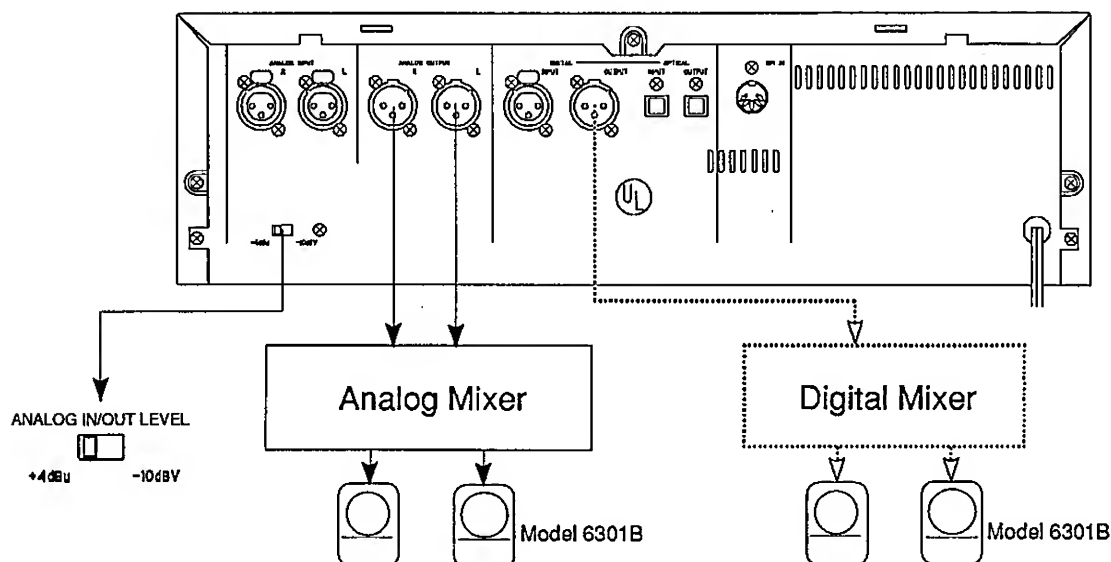 ANALOG INPUT
R
L
ANALOG OUTPUT
R
L
DIGITAL
OPTICAL
INPUT
OUTPUT
INPUT
OUTPUT
UL
ANALOG IN/OUT LEVEL
+4dBu
-10dBV
Analog Mixer
Digital Mixer
Model 6301B
Model 6301B